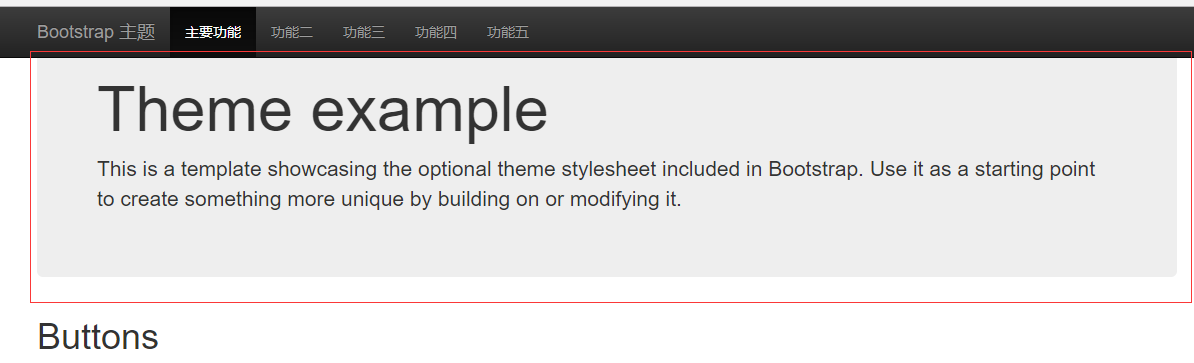 Bootstrap 主题 主要功能 功能二 功能三 功能四 功能五
Theme example
This is a template showcasing the optional theme stylesheet included in Bootstrap. Use it as a starting point
to create something more unique by building on or modifying it.
Buttons